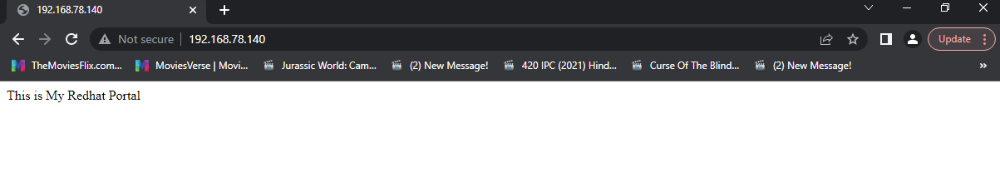 192.168.78.140
Not secure 192.168.78.140 Update
TheMoviesFlix.com... MoviesVerse | Movi... Jurassic World: Cam... (2) New Message! 420 IPC (2021) Hind... Curse Of The Blind... (2) New Message! »
This is My Redhat Portal